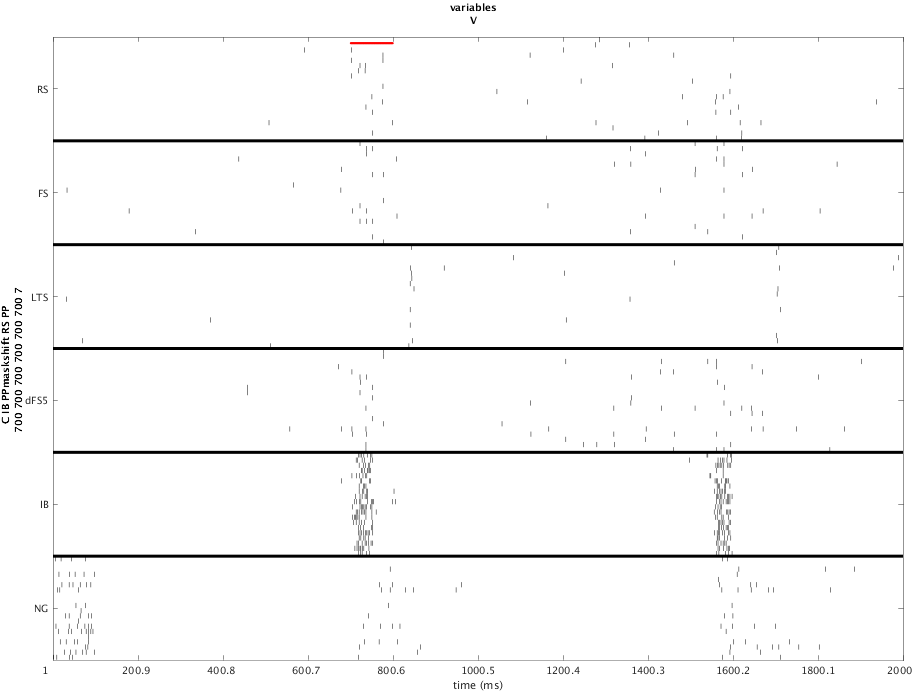 variables
V
RS
FS
LTS
dFS5
IB
NG
C IB PPmaskshift RS PP
700 700 700 700 700 700 7
1
200.9
400.8
600.7
800.6
1000.5
1200.4
1400.3
1600.2
1800.1
2000
time (ms)